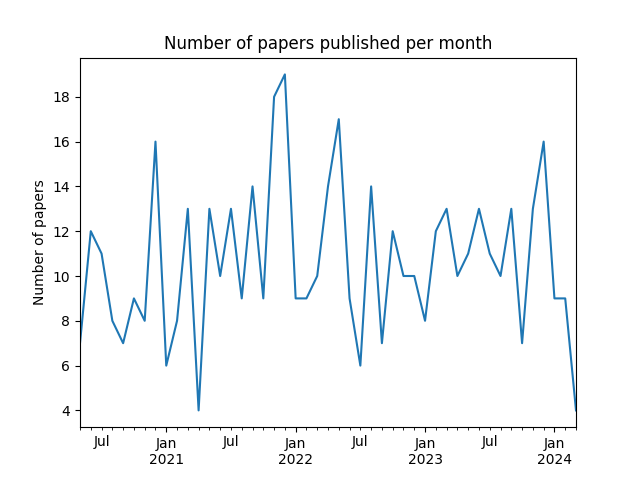 Number of papers published per month
Number of papers
18
16
14
12
10
8
6
4
Jul
Jan
2021
Jul
Jan
2022
Jul
Jan
2023
Jul
Jan
2024